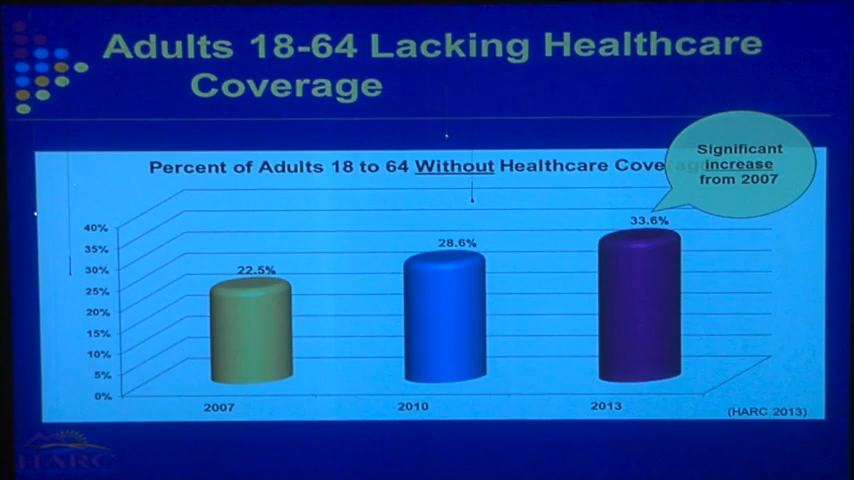 Adults 18-64 Lacking Healthcare
Coverage
Percent of Adults 18 to 64 Without Healthcare Coverage
Significant
increase
from 2007
40%
35%
30%
25%
20%
15%
10%
5%
0%
22.5%
28.6%
33.6%
2007
2010
2013
(HARC 2013)
HARC